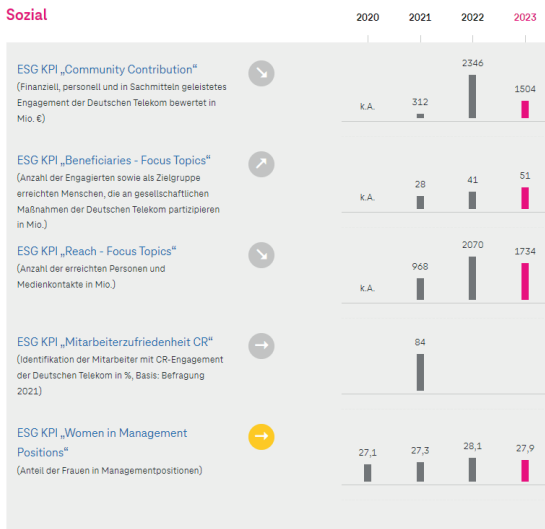 Sozial
2020 2021 2022 2023
ESG KPI „Community Contribution“
(Finanziell, personell und in Sachmitteln geleistetes
Engagement der Deutschen Telekom bewertet in
Mio. €)
k.A. 312 2346 1504
ESG KPI „Beneficiaries - Focus Topics“
(Anzahl der Engagierten sowie als Zielgruppe
erreichten Menschen, die an gesellschaftlichen
Maßnahmen der Deutschen Telekom partizipieren
in Mio.)
k.A. 28 41 51
ESG KPI „Reach - Focus Topics“
(Anzahl der erreichten Personen und
Medienkontakte in Mio.)
k.A. 968 2070 1734
ESG KPI „Mitarbeiterzufriedenheit CR“
(Identifikation der Mitarbeiter mit CR-Engagement
der Deutschen Telekom in %, Basis: Befragung
2021)
84
ESG KPI „Women in Management
Positions“
(Anteil der Frauen in Managementpositionen)
27,1 27,3 28,1 27,9